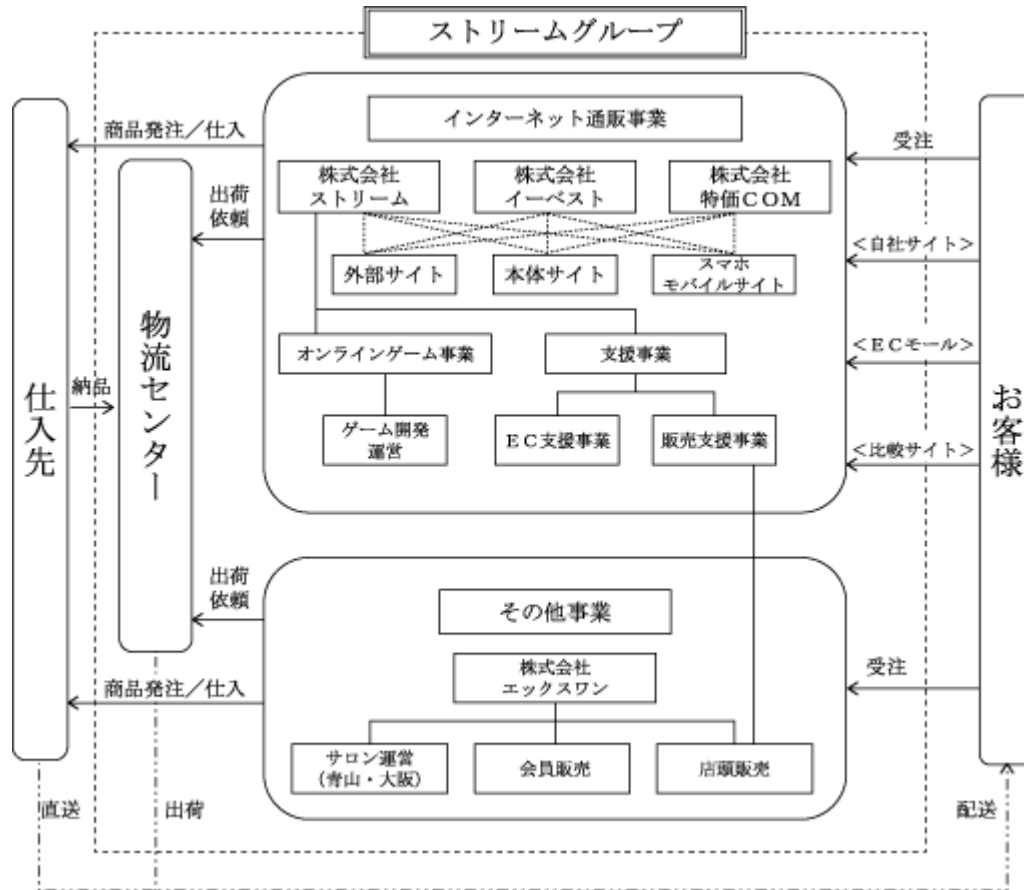 ストリームグループ
インターネット通販事業
商品発注／仕入
受注
株式会社
ストリーム
株式会社
イーベスト
株式会社
特価ＣＯＭ
出荷
依頼
＜自社サイト＞
外部サイト
本体サイト
スマホ
モバイルサイト
物流センター
オンラインゲーム事業
支援事業
＜ＥＣモール＞
仕入先
納品
お客様
ゲーム開発
運営
ＥＣ支援事業
販売支援事業
＜比較サイト＞
出荷
依頼
その他事業
株式会社
エックスワン
商品発注／仕入
受注
サロン運営
（青山・大阪）
会員販売
店頭販売
直送
出荷
配送